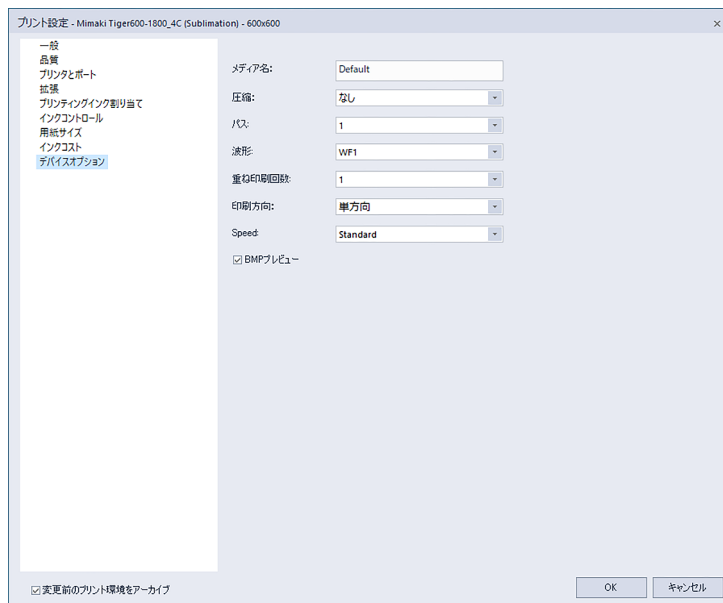 プリント設定 - Mimaki Tiger600-1800_4C (Sublimation) - 600x600
一般
品質
プリンタとポート
拡張
プリンティングインク割り当て
インクコントロール
用紙サイズ
インクコスト
デバイスオプション
メディア名: Default
圧縮: なし
パス: 1
波形: WF1
重ね印刷回数: 1
印刷方向: 単方向
Speed: Standard
BMPプレビュー
変更前のプリント環境をアーカイブ
OK キャンセル